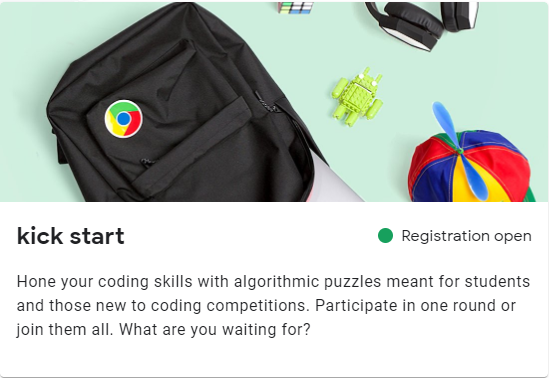 kick start
Registration open
Hone your coding skills with algorithmic puzzles meant for students
and those new to coding competitions. Participate in one round or
join them all. What are you waiting for?